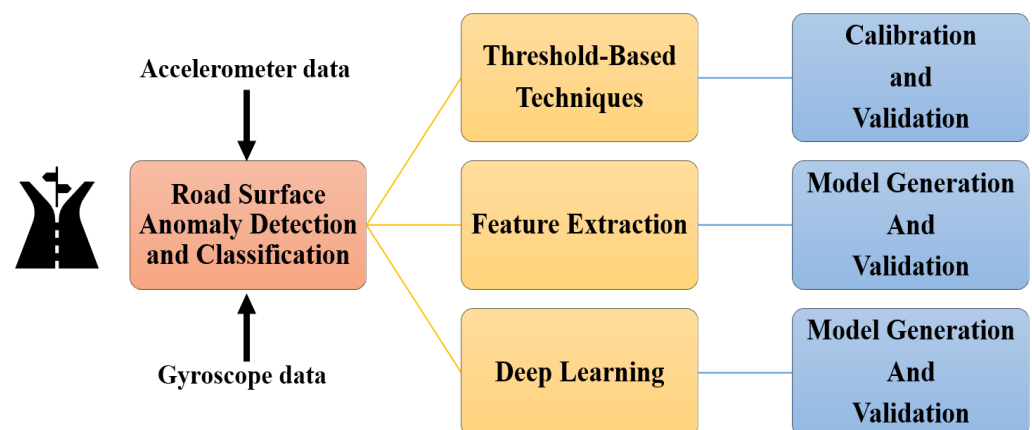 Accelerometer data
Road Surface
Anomaly Detection
and Classification
Gyroscope data
Threshold-Based
Techniques
Feature Extraction
Deep Learning
Calibration
and
Validation
Model Generation
And
Validation
Model Generation
And
Validation